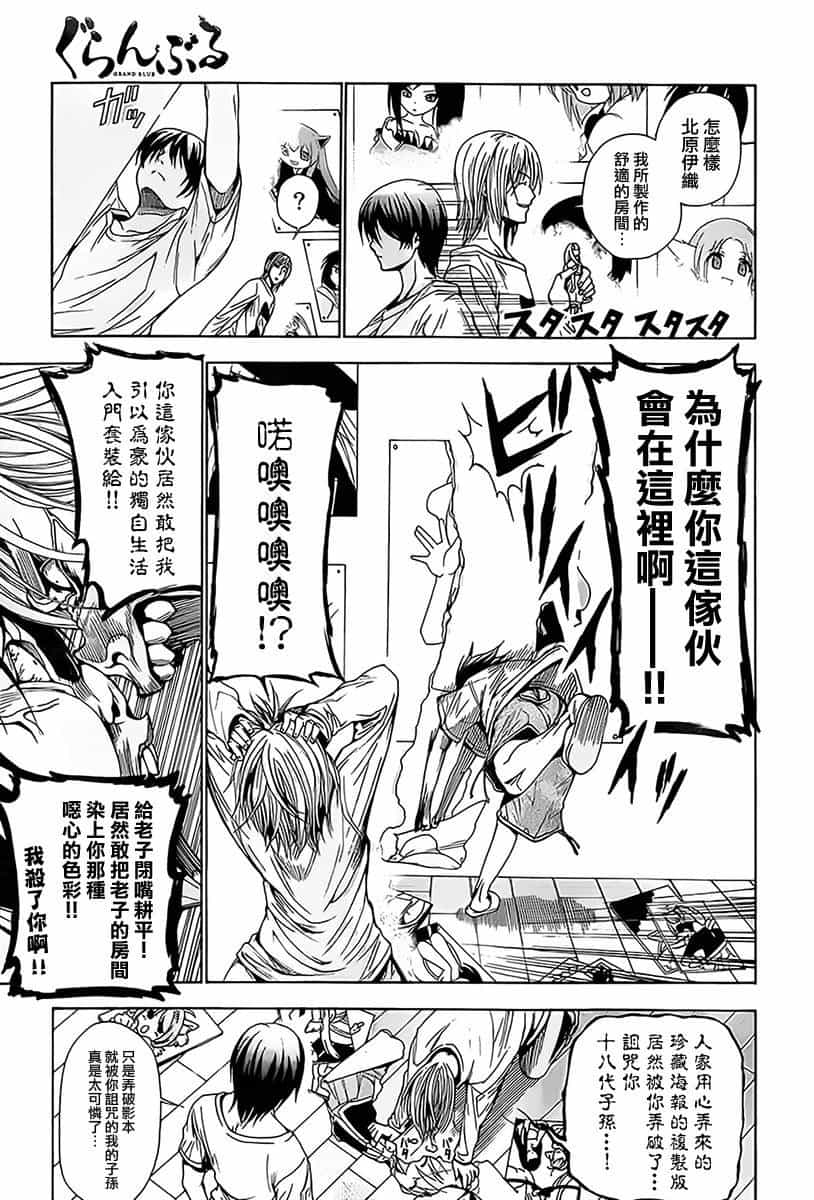 ぐらんぶる
GRAND BLUE
怎麼樣
北原伊織
我所製作的
舒適的房間…
スタスタスタスタ
ガッ
?
為什麼你這傢伙
會在這裡啊——!!
ビ
喏噢噢噢噢!?
你這傢伙居然敢把我
引以為豪的獨自生活
入門套裝給!!
給老子閉嘴耕平!
居然敢把老子的房間
染上你那種
噁心的色彩!!
我殺了你啊!!
人家用心弄來的
珍藏海報的複製版
居然被你弄破了…
詛咒你
十八代子孫…!
只是弄破影本
就被你詛咒的我的子孫
真是太可憐了…